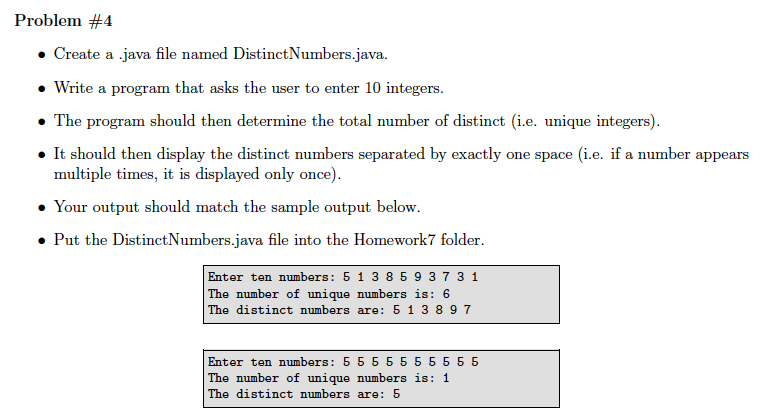 Problem #4
• Create a .java file named DistinctNumbers.java.
• Write a program that asks the user to enter 10 integers.
• The program should then determine the total number of distinct (i.e. unique integers).
• It should then display the distinct numbers separated by exactly one space (i.e. if a number appears
multiple times, it is displayed only once).
• Your output should match the sample output below.
• Put the DistinctNumbers.java file into the Homework7 folder.
Enter ten numbers: 5 1 3 8 5 9 3 7 3 1
The number of unique numbers is: 6
The distinct numbers are: 5 1 3 8 9 7
Enter ten numbers: 5 5 5 5 5 5 5 5 5 5
The number of unique numbers is: 1
The distinct numbers are: 5